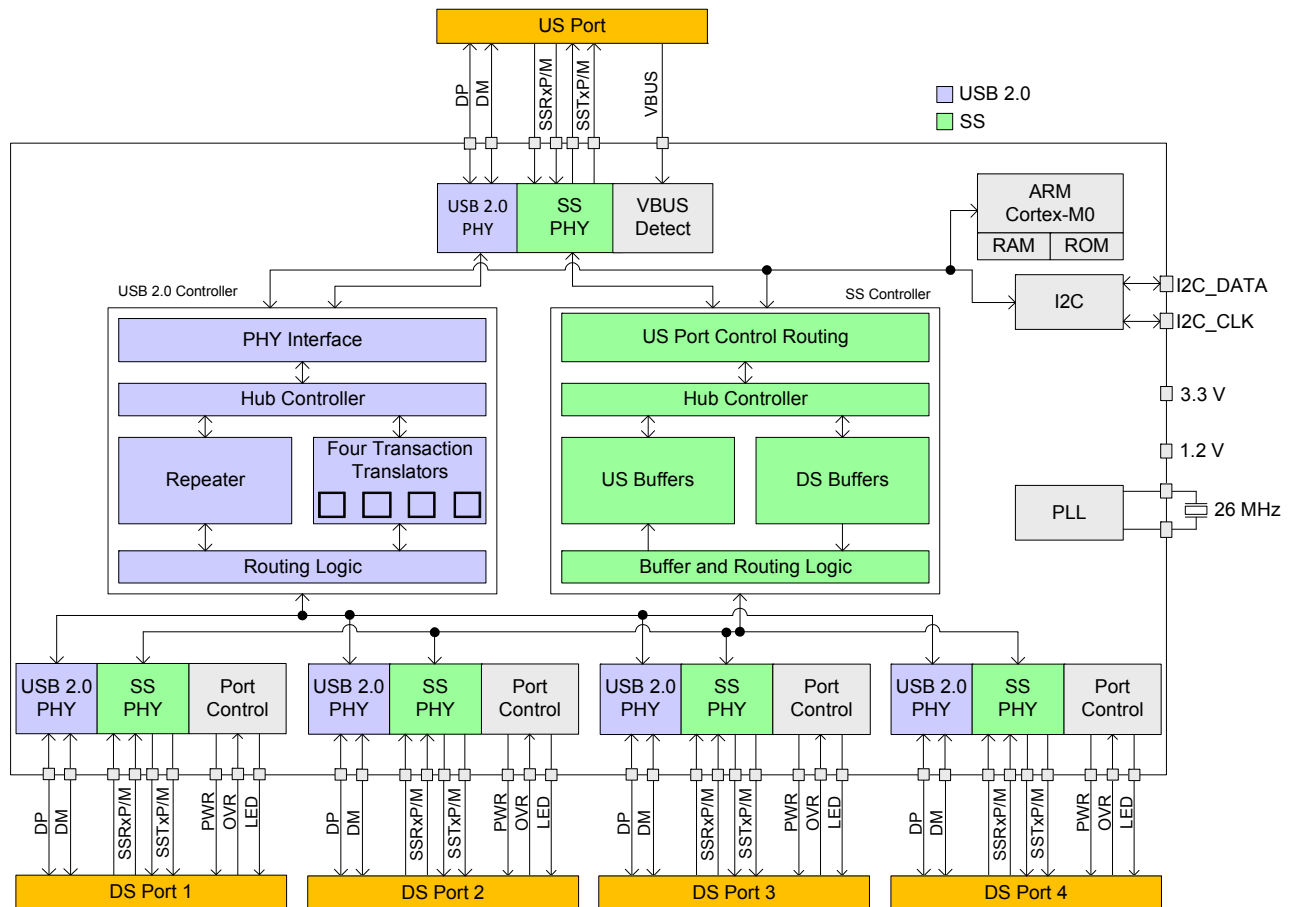 US Port
DP
DM
SSRxP/M
SSTxP/M
VBUS
USB 2.0
SS
USB 2.0
PHY
SS
PHY
VBUS
Detect
ARM
Cortex-M0
RAM
ROM
I2C
I2C_DATA
I2C_CLK
3.3 V
1.2 V
PLL
26 MHz
USB 2.0 Controller
PHY Interface
Hub Controller
Repeater
Four Transaction
Translators
Routing Logic
SS Controller
US Port Control Routing
Hub Controller
US Buffers
DS Buffers
Buffer and Routing Logic
USB 2.0
PHY
SS
PHY
Port
Control
USB 2.0
PHY
SS
PHY
Port
Control
USB 2.0
PHY
SS
PHY
Port
Control
USB 2.0
PHY
SS
PHY
Port
Control
DP
DM
SSRxP/M
SSTxP/M
PWR
OVR
LED
DP
DM
SSRxP/M
SSTxP/M
PWR
OVR
LED
DP
DM
SSRxP/M
SSTxP/M
PWR
OVR
LED
DP
DM
SSRxP/M
SSTxP/M
PWR
OVR
LED
DS Port 1
DS Port 2
DS Port 3
DS Port 4